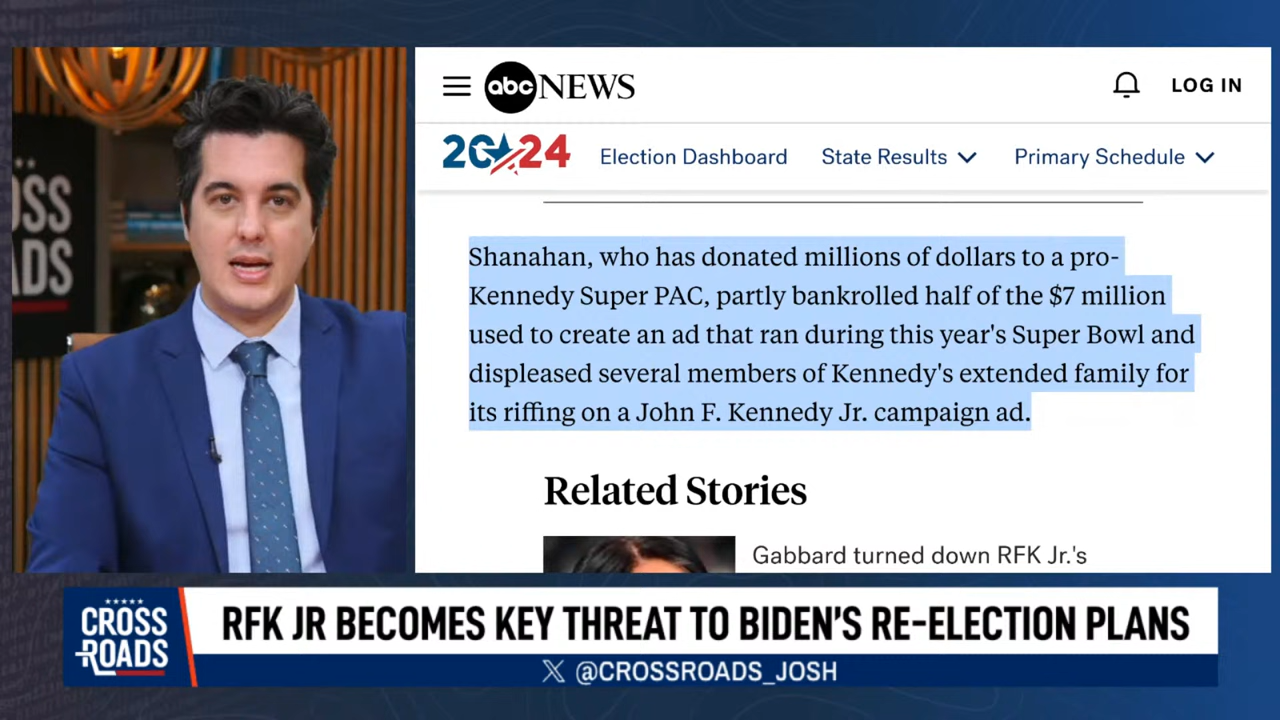 OSS
ADS
abc NEWS
LOG IN
2024
Election Dashboard
State Results
Primary Schedule
Shanahan, who has donated millions of dollars to a pro-
Kennedy Super PAC, partly bankrolled half of the $7 million
used to create an ad that ran during this year's Super Bowl and
displeased several members of Kennedy's extended family for
its riffing on a John F. Kennedy Jr. campaign ad.
Related Stories
Gabbard turned down RFK Jr.'s
CROSS
ROADS
RFK JR BECOMES KEY THREAT TO BIDEN'S RE-ELECTION PLANS
X @CROSSROADS_JOSH